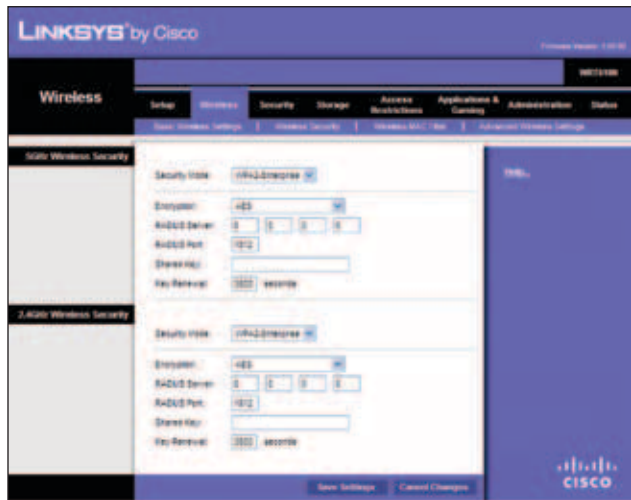 LINKSYS® by Cisco
Wireless
Setup Wireless Security Storage Access Restrictions Applications & Gaming Administration Status
Basic Wireless Settings | Wireless Security | Wireless MAC Filter | Advanced Wireless Settings
5GHz Wireless Security
Security Mode: WPA2-Enterprise
Encryption: AES
RADIUS Server: 0 0 0 0
RADIUS Port: 1812
Shared Key:
Key Renewal: 3600 seconds
2.4GHz Wireless Security
Security Mode: WPA2-Enterprise
Encryption: AES
RADIUS Server: 0 0 0 0
RADIUS Port: 1812
Shared Key:
Key Renewal: 3600 seconds
Save Settings Cancel Changes
CISCO